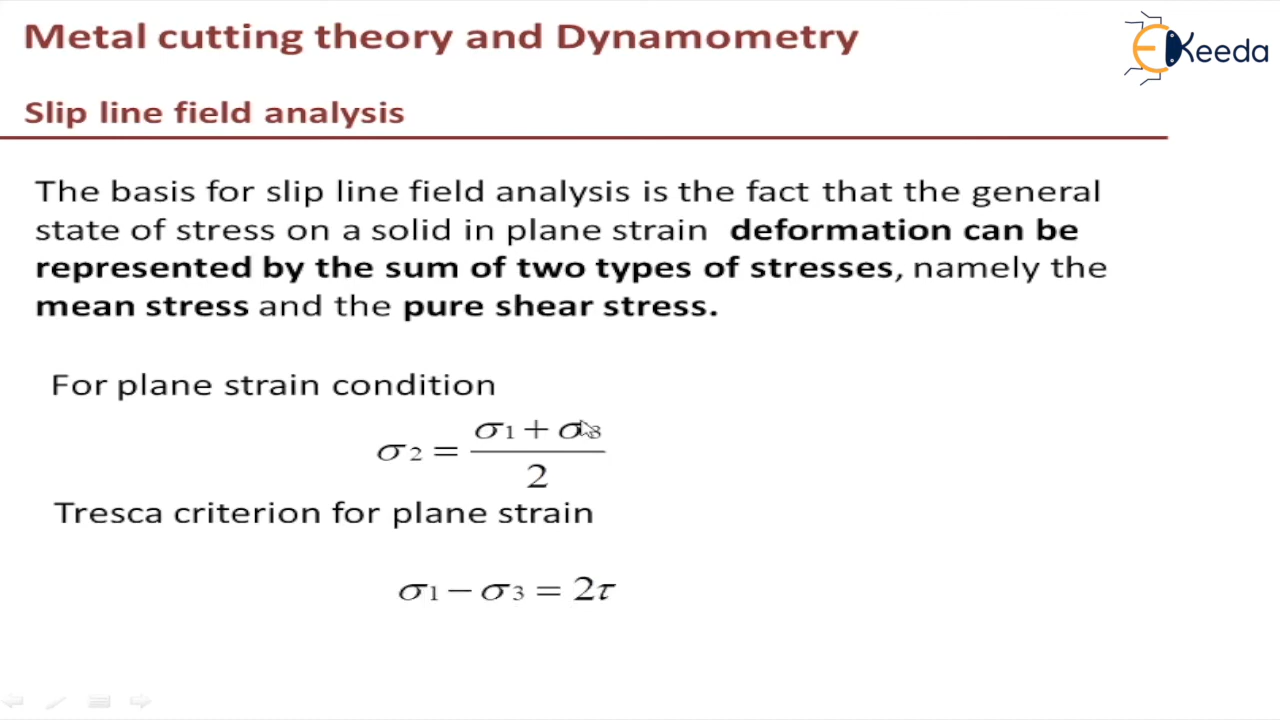 Metal cutting theory and Dynamometry
Keeda
Slip line field analysis
The basis for slip line field analysis is the fact that the general
state of stress on a solid in plane strain deformation can be
represented by the sum of two types of stresses, namely the
mean stress and the pure shear stress.
For plane strain condition
σ₂ = (σ₁ + σ₃) / 2
Tresca criterion for plane strain
σ₁ − σ₃ = 2τ